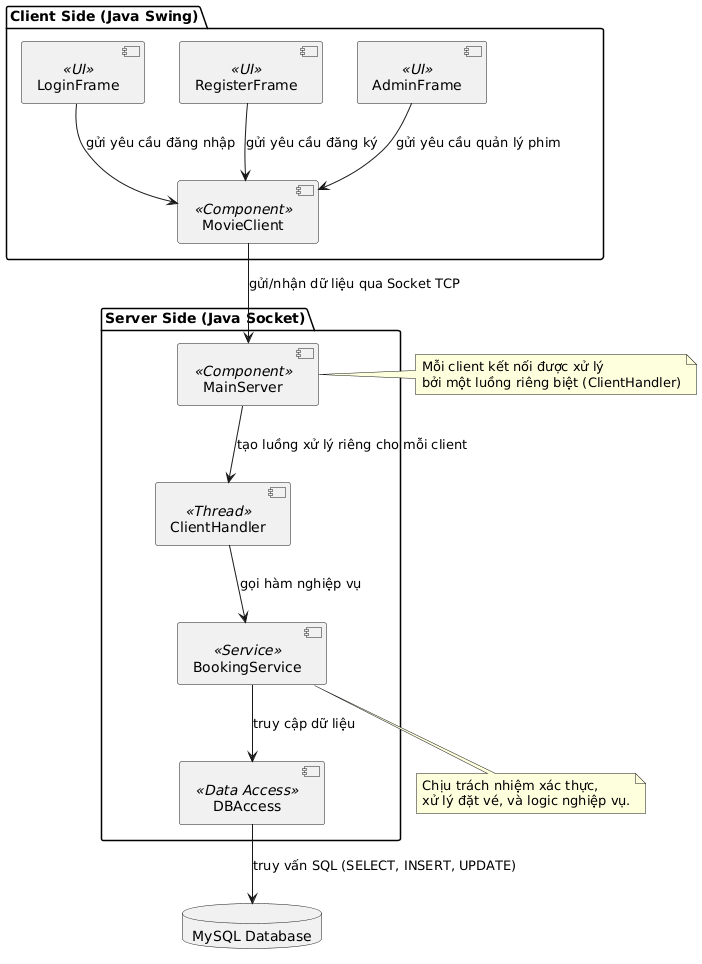 Client Side (Java Swing)
«UI»
LoginFrame
«UI»
RegisterFrame
«UI»
AdminFrame
gửi yêu cầu đăng nhập
gửi yêu cầu đăng ký
gửi yêu cầu quản lý phim
«Component»
MovieClient
gửi/nhận dữ liệu qua Socket TCP
Server Side (Java Socket)
«Component»
MainServer
Mỗi client kết nối được xử lý
bởi một luồng riêng biệt (ClientHandler)
tạo luồng xử lý riêng cho mỗi client
«Thread»
ClientHandler
gọi hàm nghiệp vụ
«Service»
BookingService
truy cập dữ liệu
«Data Access»
DBAccess
Chịu trách nhiệm xác thực,
xử lý đặt vé, và logic nghiệp vụ.
truy vấn SQL (SELECT, INSERT, UPDATE)
MySQL Database